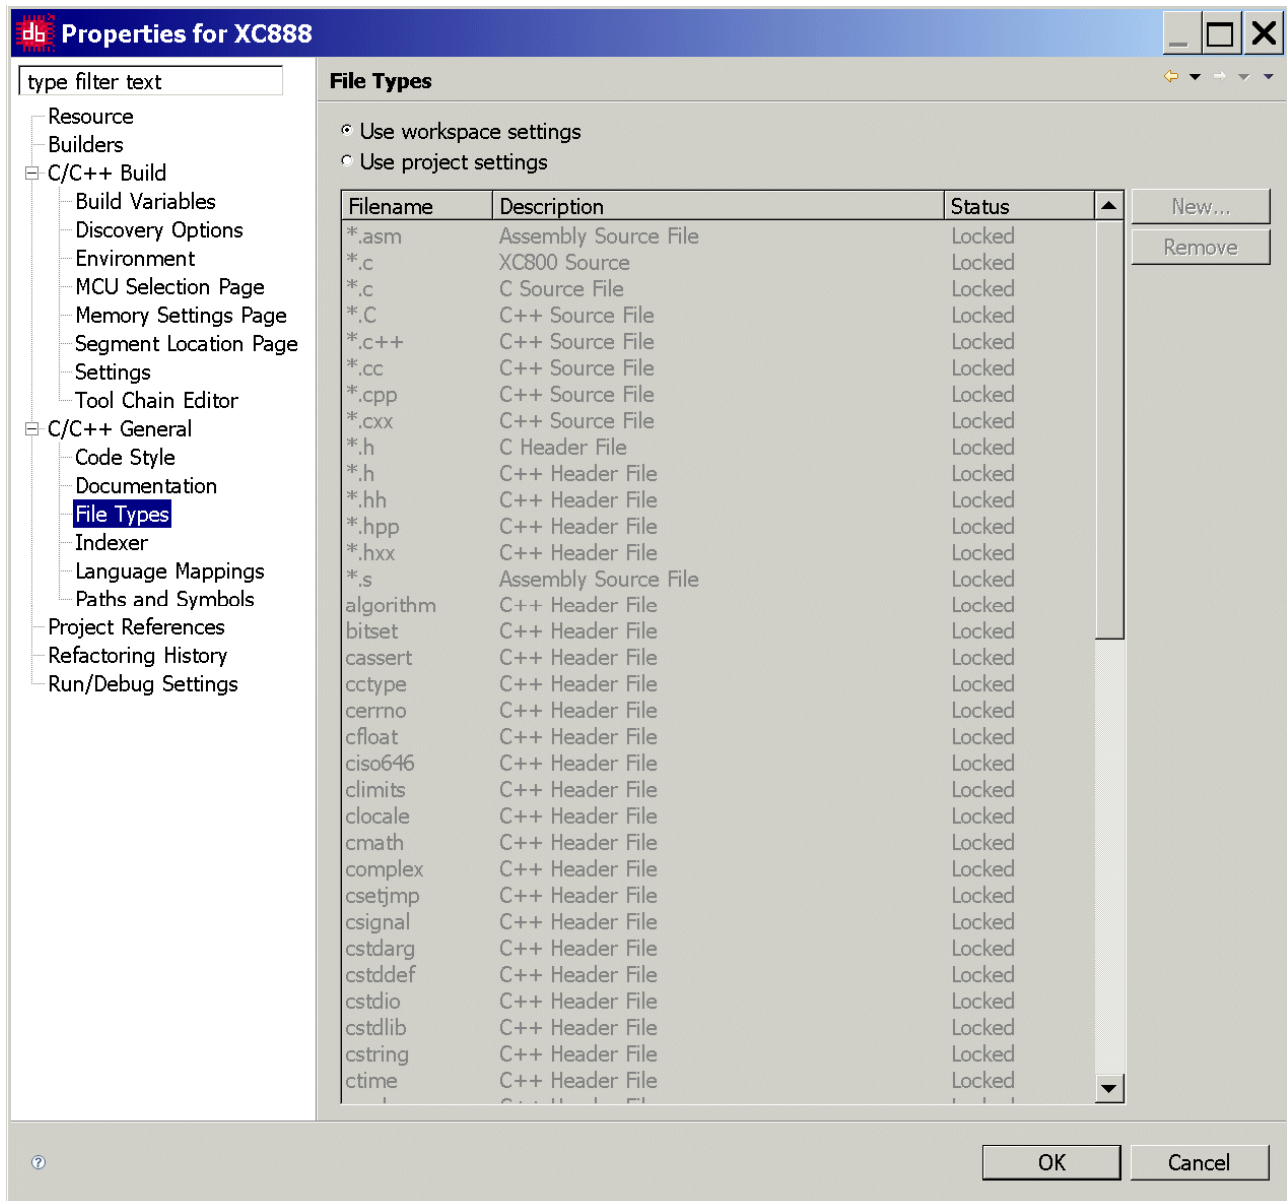 db Properties for XC888
type filter text
File Types
Resource
Builders
C/C++ Build
Build Variables
Discovery Options
Environment
MCU Selection Page
Memory Settings Page
Segment Location Page
Settings
Tool Chain Editor
C/C++ General
Code Style
Documentation
File Types
Indexer
Language Mappings
Paths and Symbols
Project References
Refactoring History
Run/Debug Settings
Use workspace settings
Use project settings
Filename Description Status
*.asm Assembly Source File Locked
*.c XC800 Source Locked
*.c C Source File Locked
*.C C++ Source File Locked
*.c++ C++ Source File Locked
*.cc C++ Source File Locked
*.cpp C++ Source File Locked
*.cxx C++ Source File Locked
*.h C Header File Locked
*.h C++ Header File Locked
*.hh C++ Header File Locked
*.hpp C++ Header File Locked
*.hxx C++ Header File Locked
*.s Assembly Source File Locked
algorithm C++ Header File Locked
bitset C++ Header File Locked
cassert C++ Header File Locked
cctype C++ Header File Locked
cerrno C++ Header File Locked
cfloat C++ Header File Locked
ciso646 C++ Header File Locked
climits C++ Header File Locked
clocale C++ Header File Locked
cmath C++ Header File Locked
complex C++ Header File Locked
csetjmp C++ Header File Locked
csignal C++ Header File Locked
cstdarg C++ Header File Locked
cstddef C++ Header File Locked
cstdio C++ Header File Locked
cstdlib C++ Header File Locked
cstring C++ Header File Locked
ctime C++ Header File Locked
New...
Remove
OK
Cancel